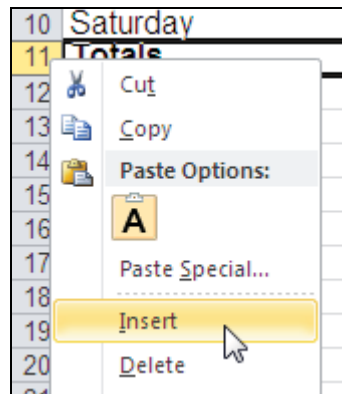 10 Saturday
11 Totals
12 Cut
13 Copy
14 Paste Options:
15
16 A
17 Paste Special...
18
19 Insert
20 Delete